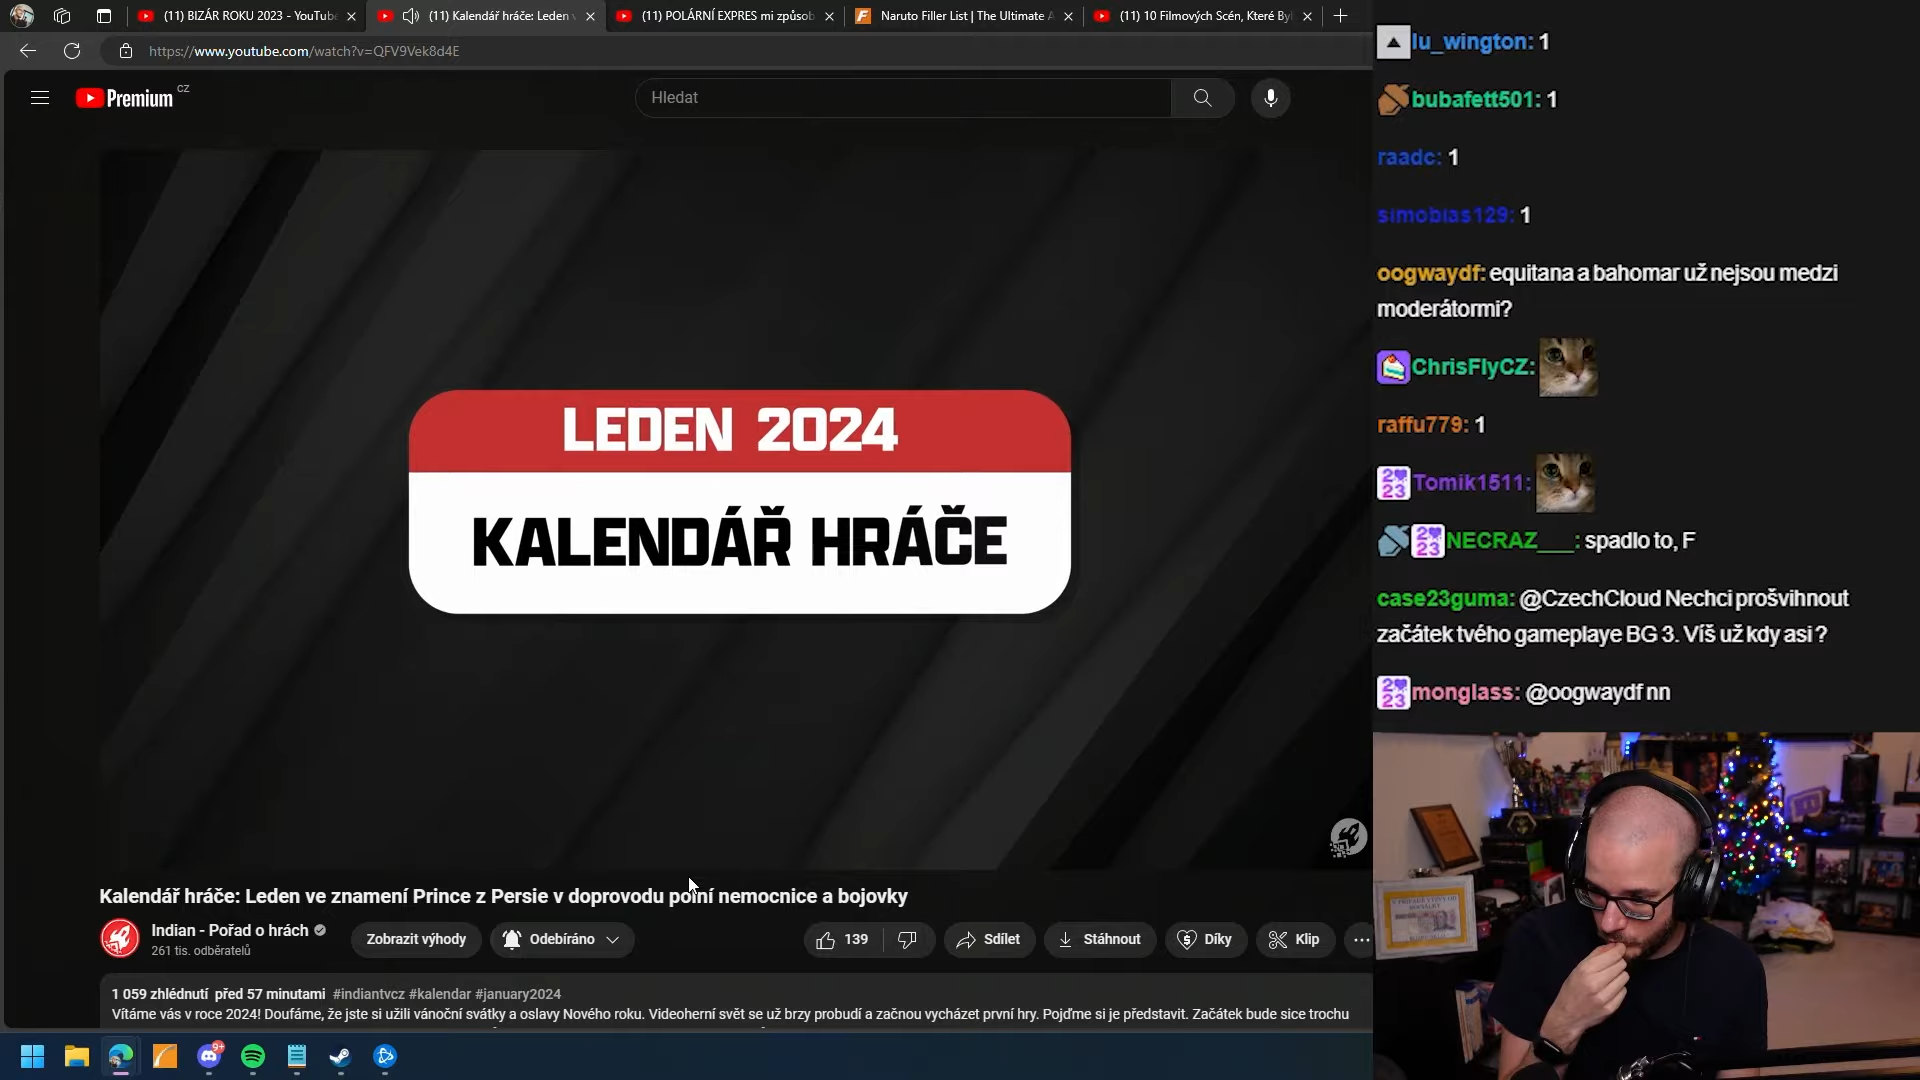 (11) BIZÁR ROKU 2023 - YouTube
(11) Kalendář hráče: Leden v
(11) POLÁRNÍ EXPRES mi způsob
Naruto Filler List | The Ultimate A
(11) 10 Filmových Scén, Které By
https://www.youtube.com/watch?v=QFV9Vek8d4E
Premium CZ
Hledat
LEDEN 2024
KALENDÁŘ HRÁČE
Kalendář hráče: Leden ve znamení Prince z Persie v doprovodu polní nemocnice a bojovky
Indian - Pořad o hrách
261 tis. odběratelů
Zobrazit výhody
Odebíráno
139
Sdílet
Stáhnout
Díky
Klip
1 059 zhlédnutí před 57 minutami #indiantvcz #kalendar #january2024
Vítáme vás v roce 2024! Doufáme, že jste si užili vánoční svátky a oslavy Nového roku. Videoherní svět se už brzy probudí a začnou vycházet první hry. Pojďme si je představit. Začátek bude sice trochu
9+
lu_wington: 1
bubafett501: 1
raadc: 1
simobias129: 1
oogwaydf: equitana a bahomar už nejsou medzi
moderátormi?
ChrisFlyCZ:
raffu779: 1
2023 Tomik1511:
2023 NECRAZ___: spadlo to, F
case23guma: @CzechCloud Nechci prošvihnout
začátek tvého gameplaye BG 3. Víš už kdy asi ?
2023 monglass: @oogwaydf nn